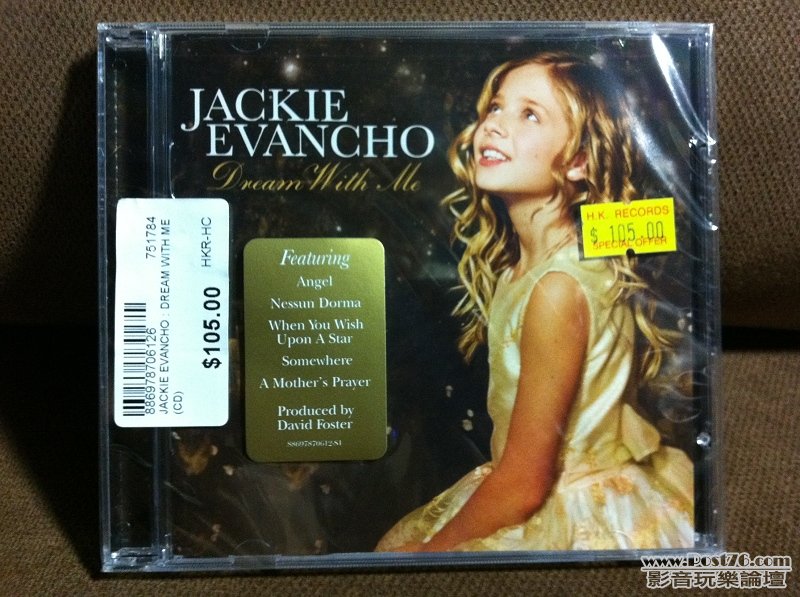 JACKIE
EVANCHO
Dream With Me
H.K. RECORDS
$ 105.00
SPECIAL OFFER
751784
HKR-HC
886978706126
JACKIE EVANCHO : DREAM WITH ME
(CD)
$105.00
Featuring
Angel
Nessun Dorma
When You Wish
Upon A Star
Somewhere
A Mother's Prayer
Produced by
David Foster
88697870612-S1
www.Post76.com
影音玩樂論壇